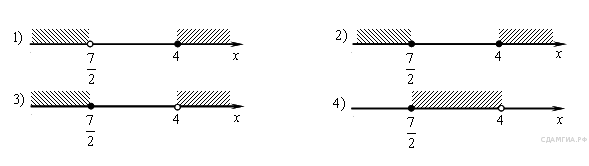 1) 7/2 4 x
2) 7/2 4 x
3) 7/2 4 x
4) 7/2 4 x
СДАМГИА.РФ